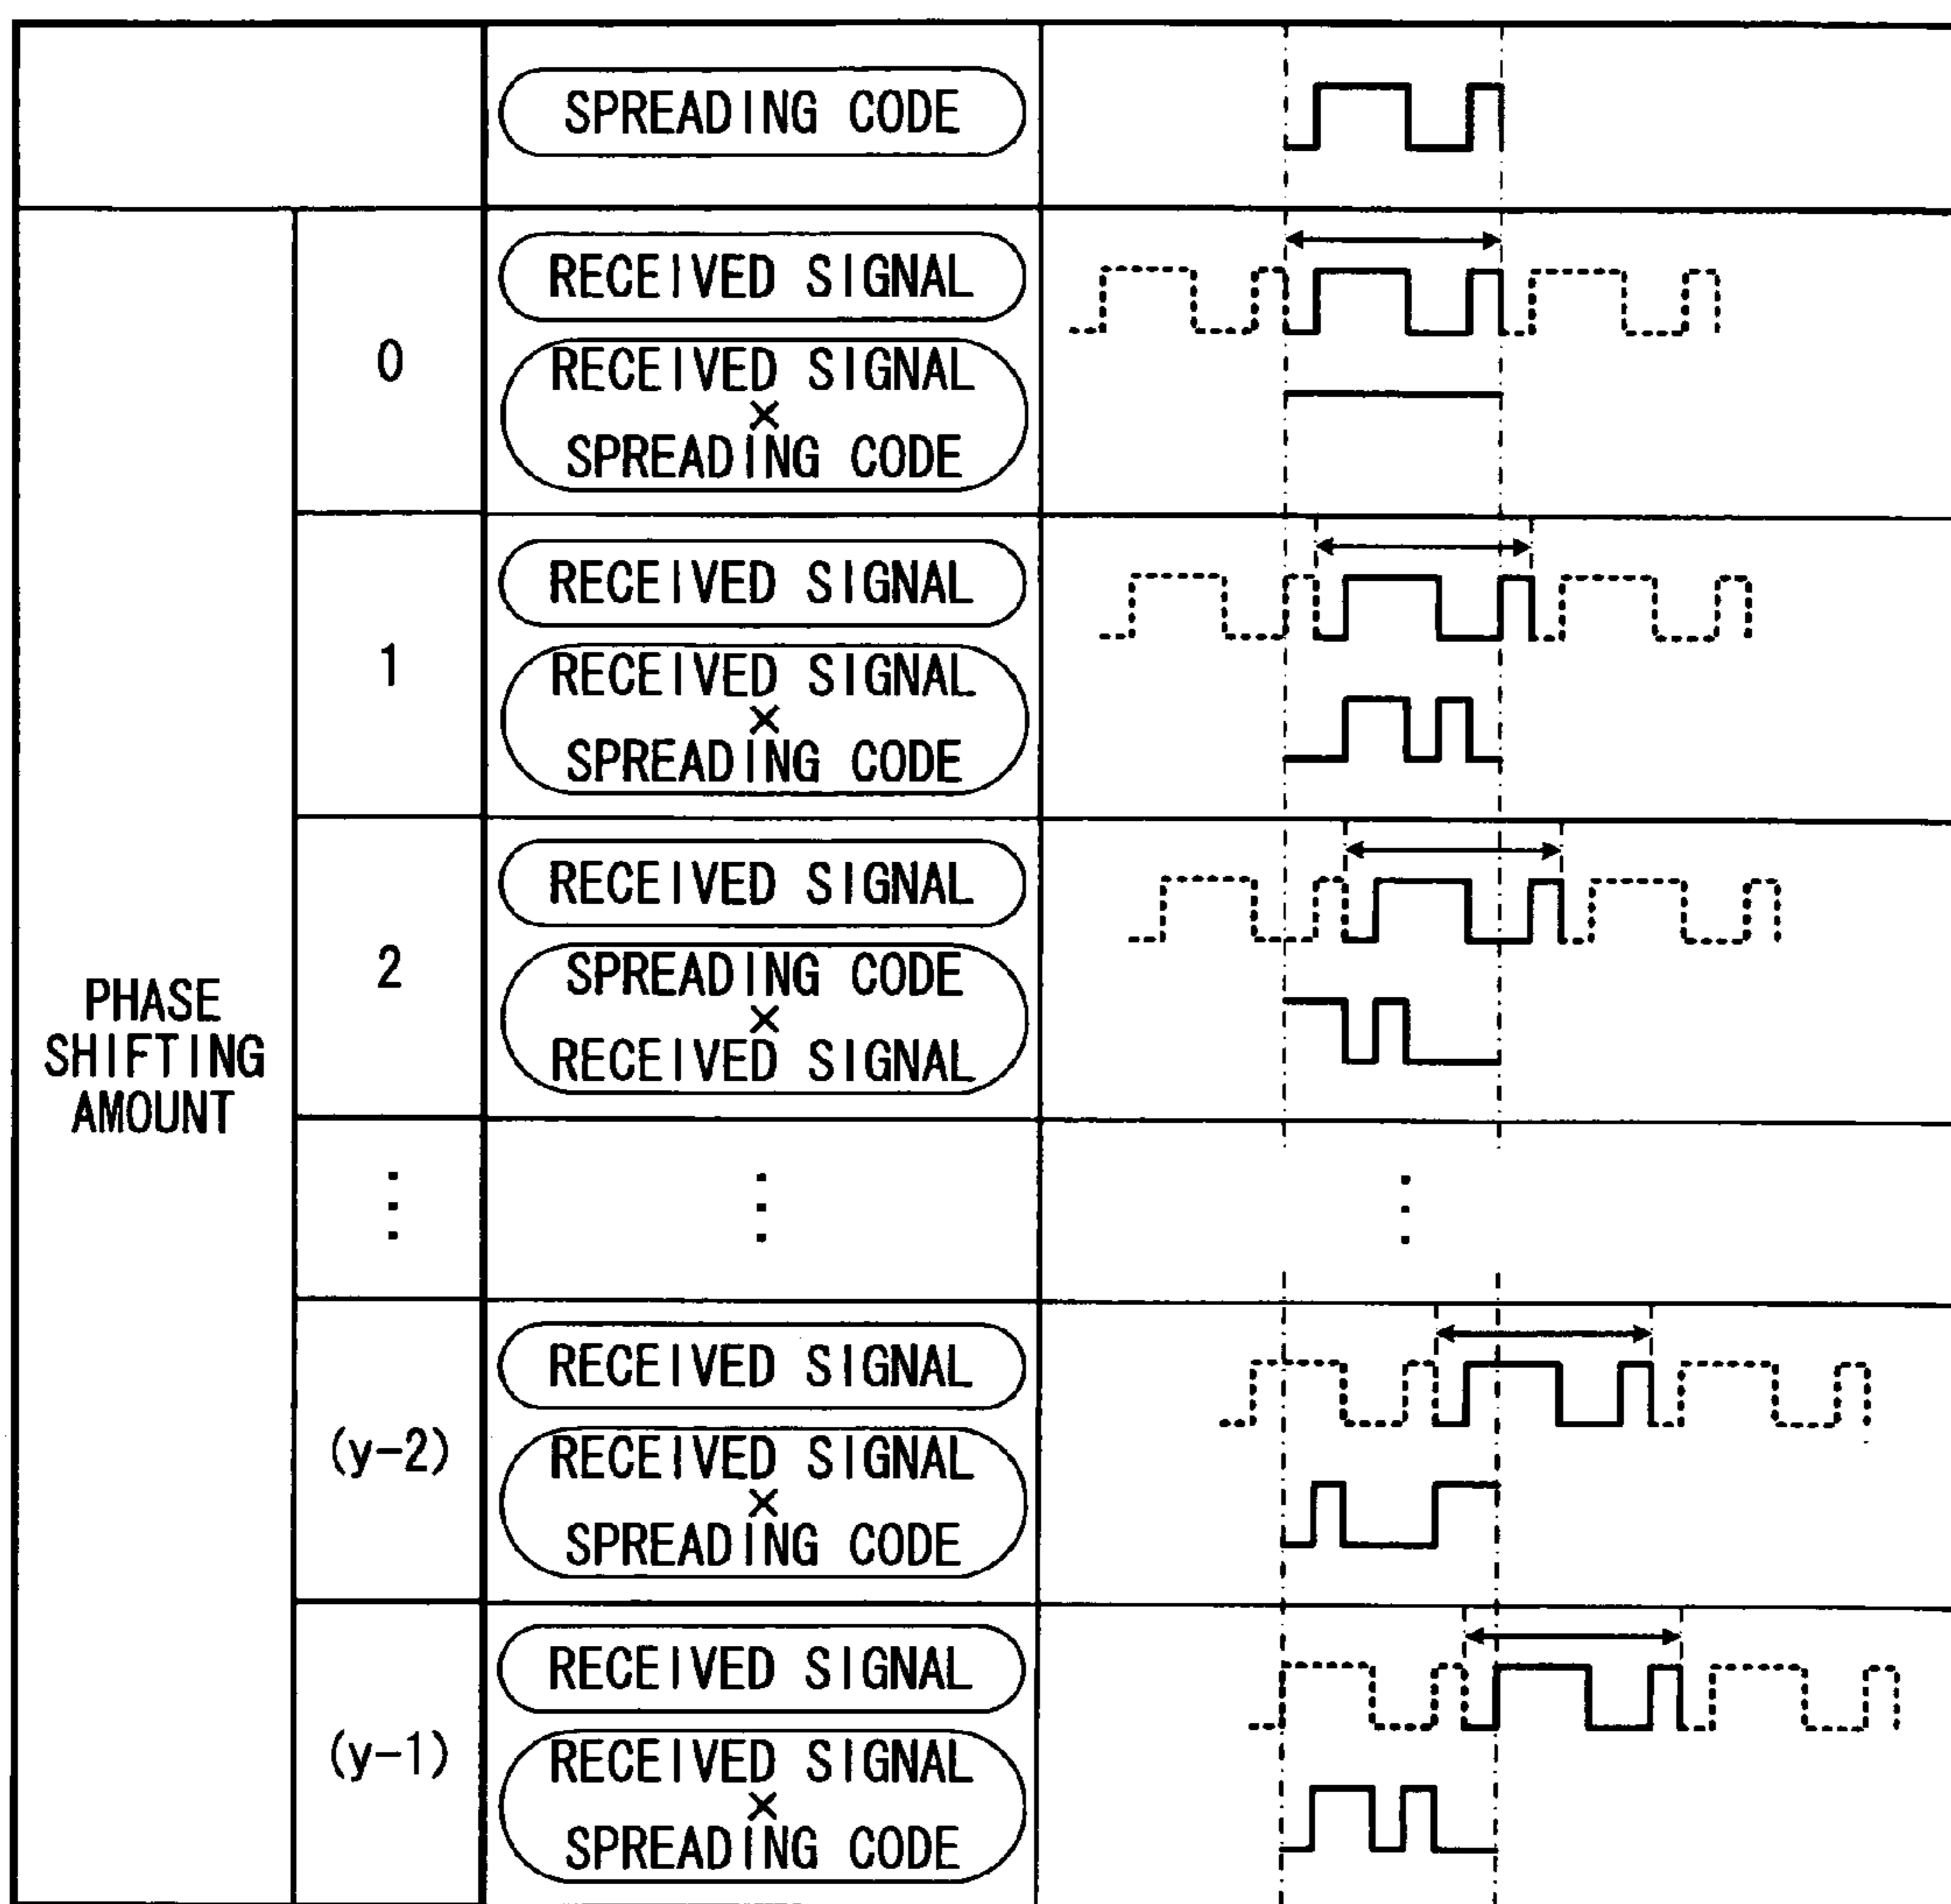 SPREADING CODE
PHASE
SHIFTING
AMOUNT
0
RECEIVED SIGNAL
RECEIVED SIGNAL
×
SPREADING CODE
1
RECEIVED SIGNAL
RECEIVED SIGNAL
×
SPREADING CODE
2
RECEIVED SIGNAL
SPREADING CODE
×
RECEIVED SIGNAL
⋮ ⋮ ⋮
(y-2)
RECEIVED SIGNAL
RECEIVED SIGNAL
×
SPREADING CODE
(y-1)
RECEIVED SIGNAL
RECEIVED SIGNAL
×
SPREADING CODE